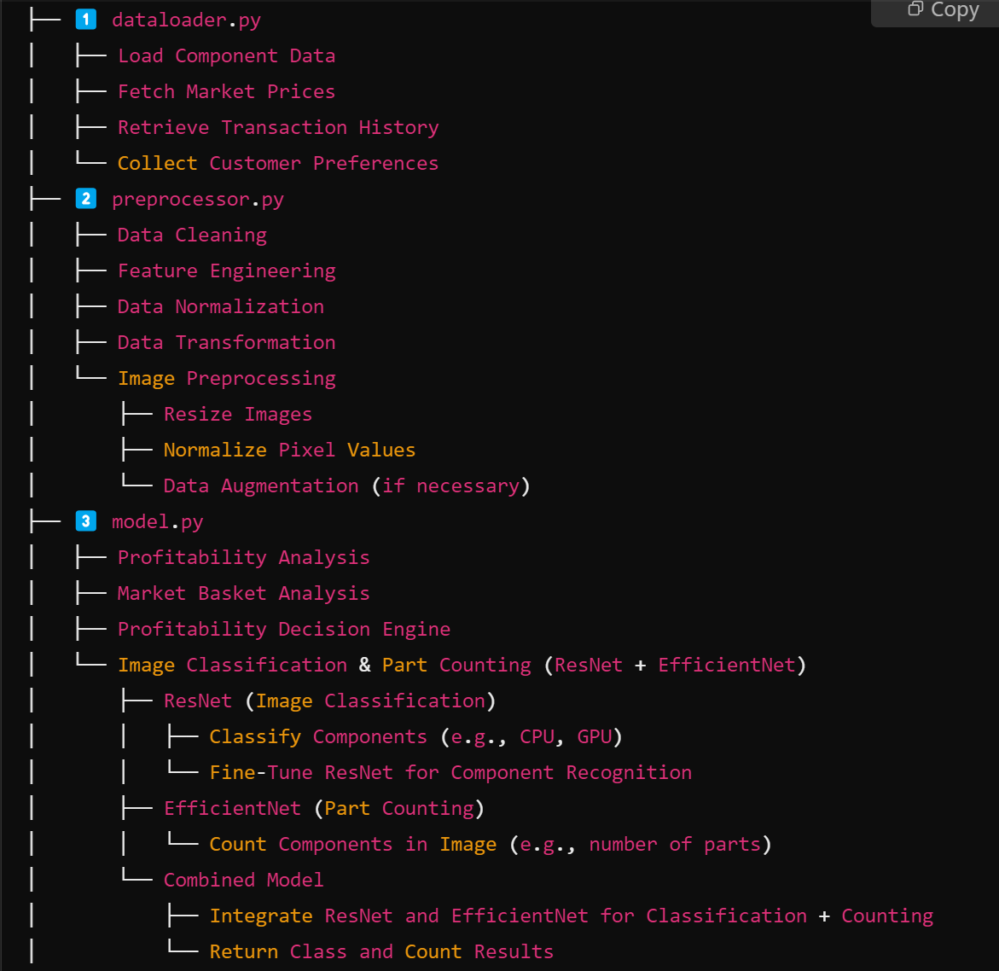 Copy
├── 1️⃣ dataloader.py
│   ├── Load Component Data
│   ├── Fetch Market Prices
│   ├── Retrieve Transaction History
│   └── Collect Customer Preferences
├── 2️⃣ preprocessor.py
│   ├── Data Cleaning
│   ├── Feature Engineering
│   ├── Data Normalization
│   ├── Data Transformation
│   └── Image Preprocessing
│       ├── Resize Images
│       ├── Normalize Pixel Values
│       └── Data Augmentation (if necessary)
├── 3️⃣ model.py
│   ├── Profitability Analysis
│   ├── Market Basket Analysis
│   ├── Profitability Decision Engine
│   └── Image Classification & Part Counting (ResNet + EfficientNet)
│       ├── ResNet (Image Classification)
│       │   ├── Classify Components (e.g., CPU, GPU)
│       │   └── Fine-Tune ResNet for Component Recognition
│       ├── EfficientNet (Part Counting)
│       │   └── Count Components in Image (e.g., number of parts)
│       └── Combined Model
│           ├── Integrate ResNet and EfficientNet for Classification + Counting
│           └── Return Class and Count Results